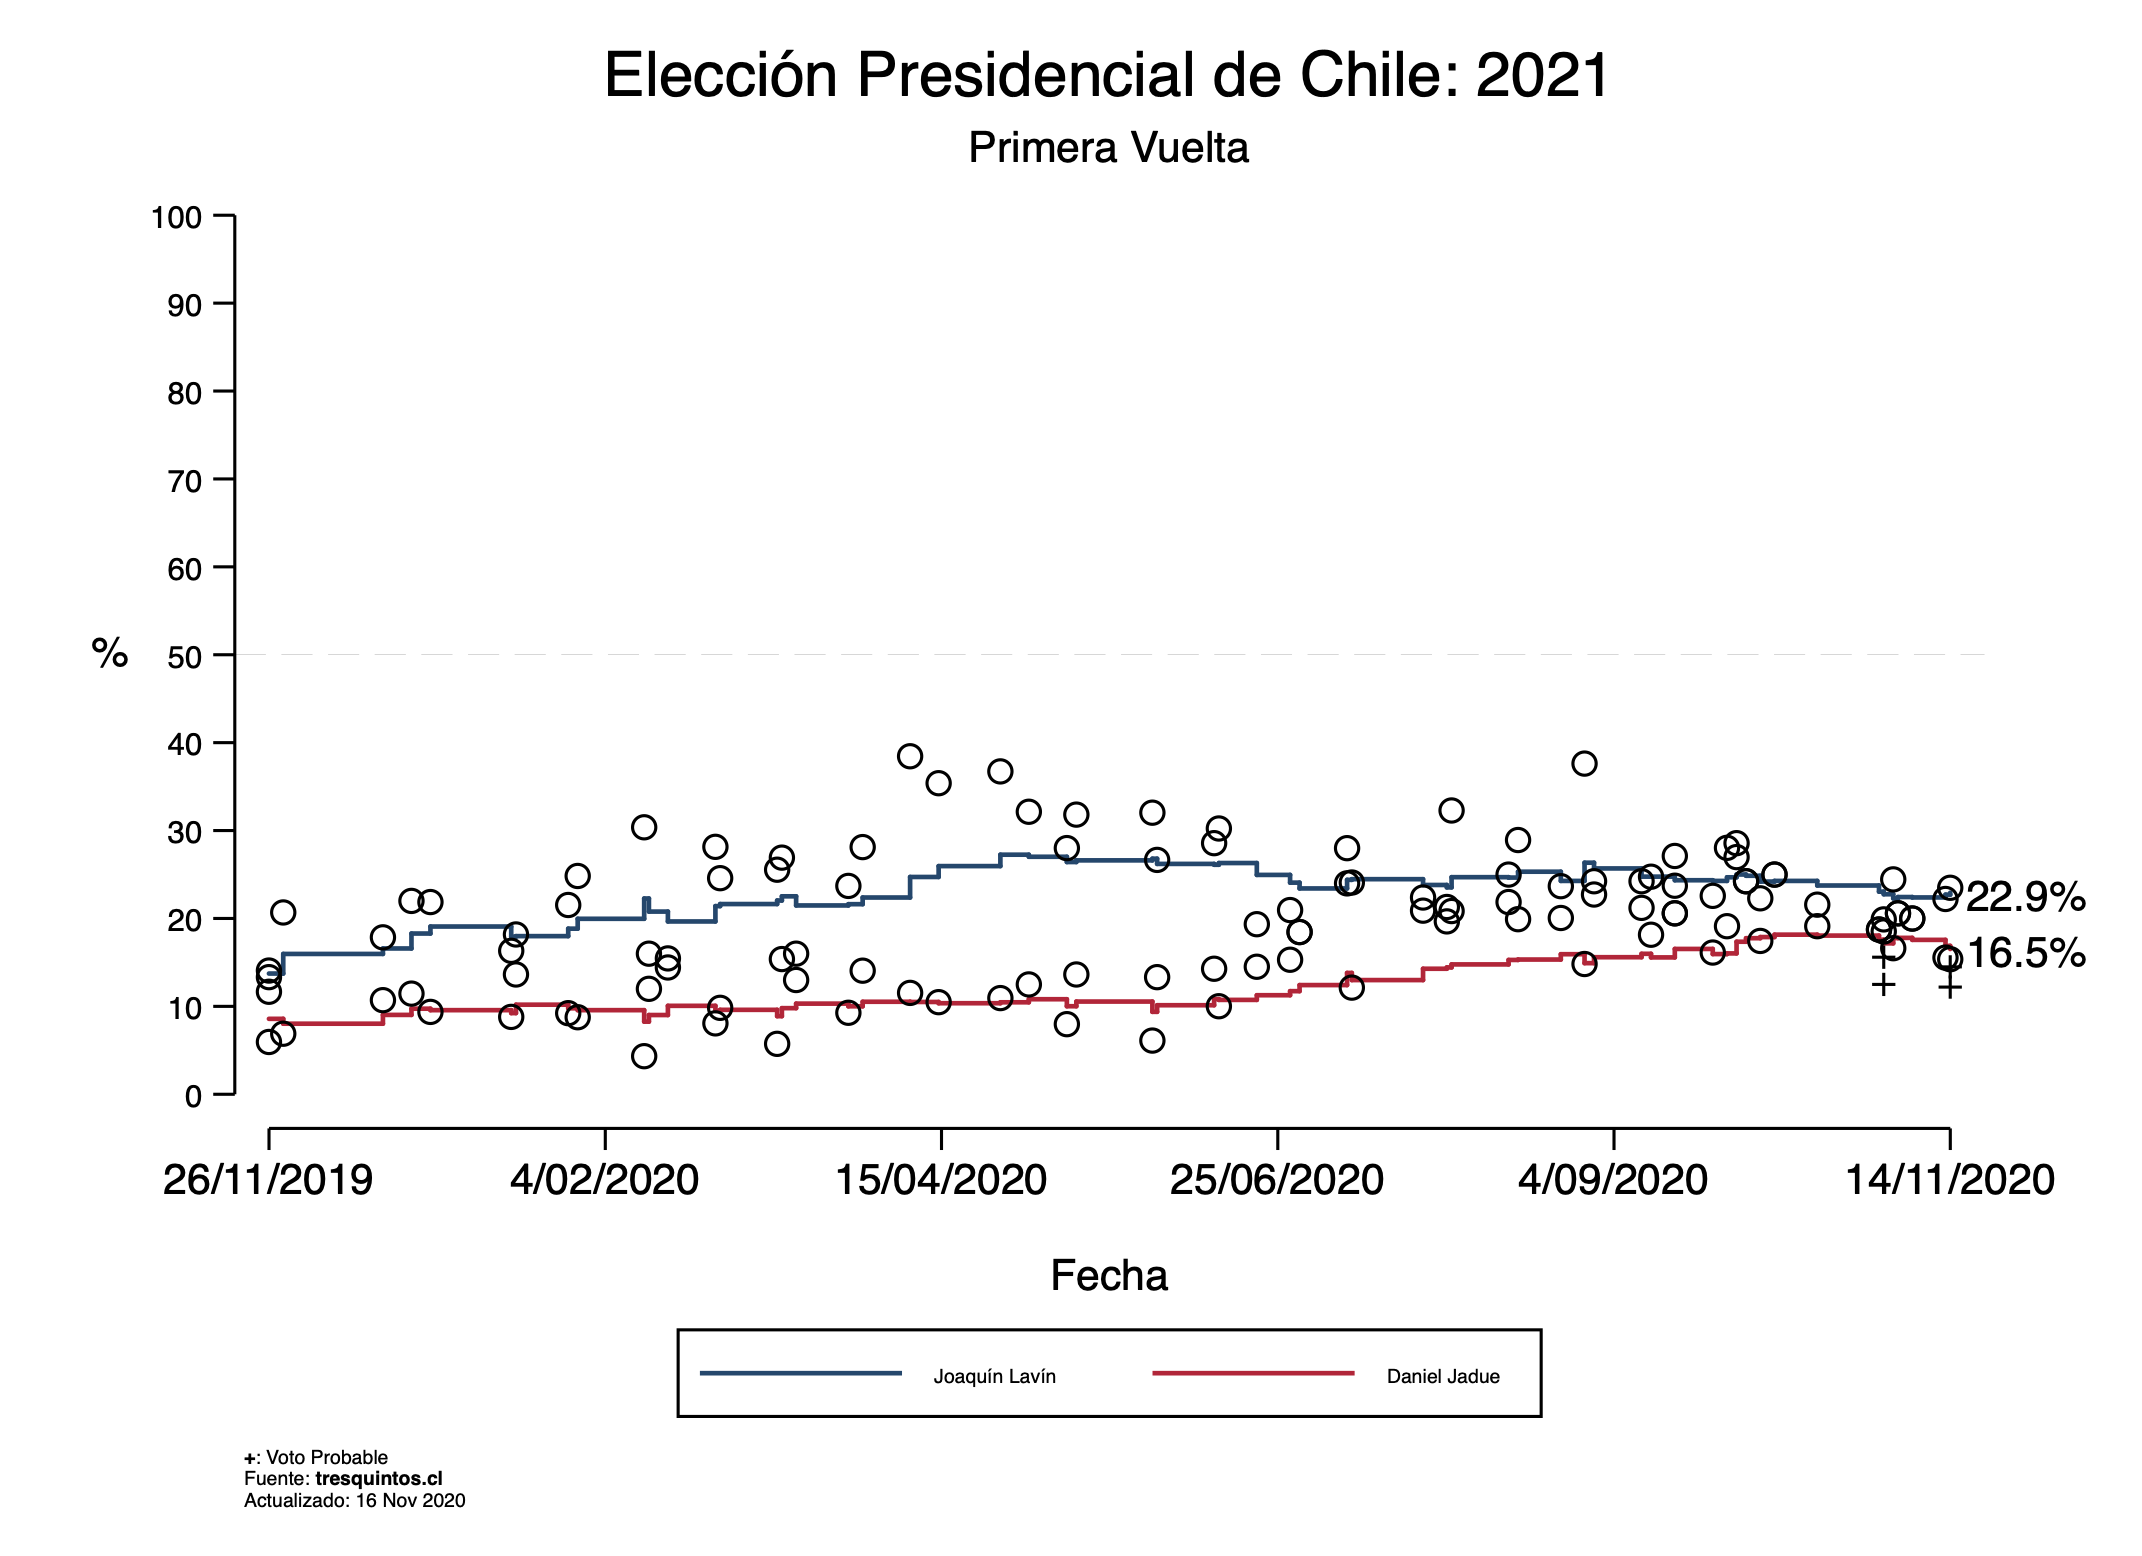 Elección Presidencial de Chile: 2021
Primera Vuelta
100
90
80
70
60
50
40
30
20
10
0
%
22.9%
16.5%
26/11/2019 4/02/2020 15/04/2020 25/06/2020 4/09/2020 14/11/2020
Fecha
Joaquín Lavín Daniel Jadue
+: Voto Probable
Fuente: tresquintos.cl
Actualizado: 16 Nov 2020